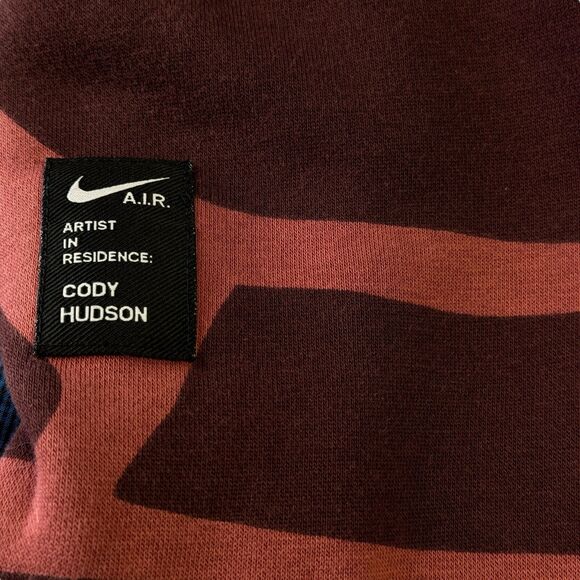 A.I.R.
ARTIST
IN
RESIDENCE:
CODY
HUDSON